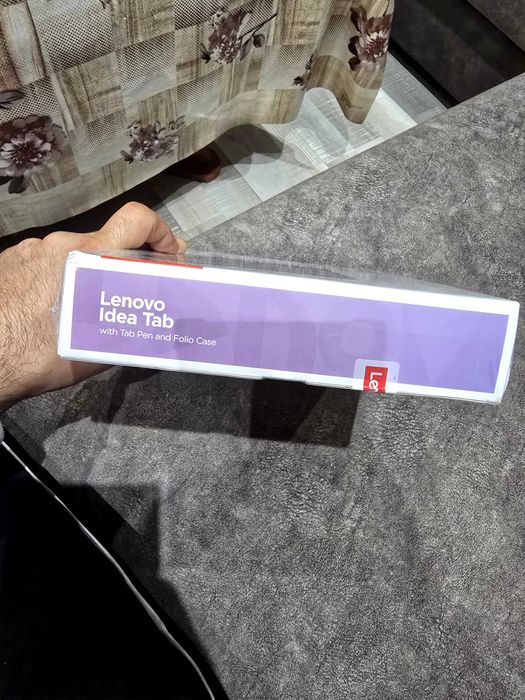 Lenovo
Idea Tab
with Tab Pen and Folio Case